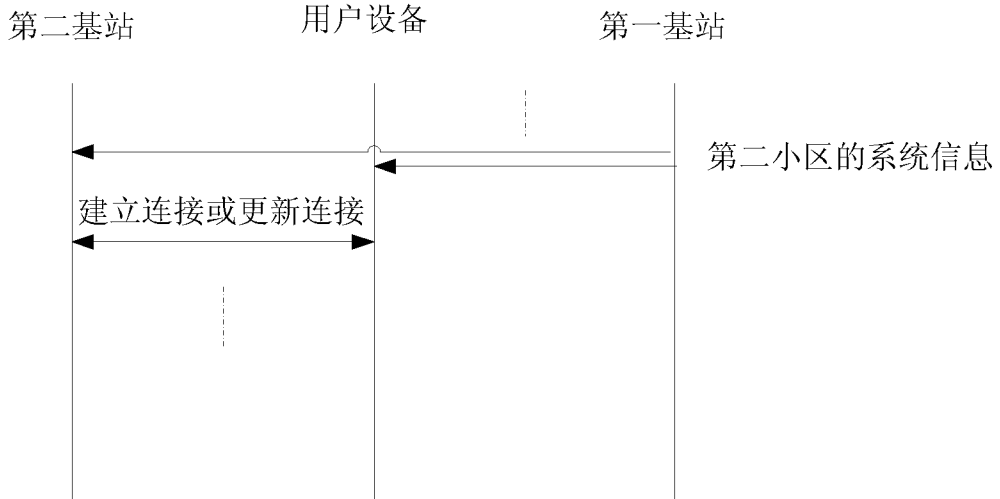 第二基站
用户设备
第一基站
第二小区的系统信息
建立连接或更新连接